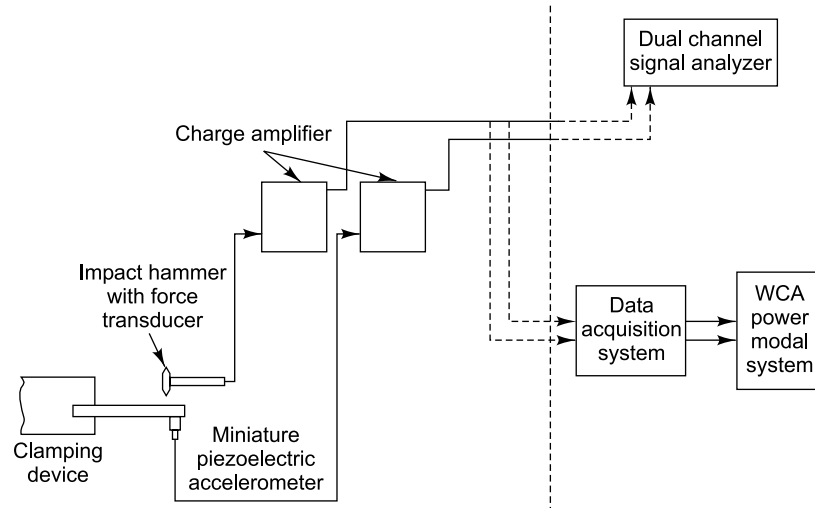 Dual channel
signal analyzer
Charge amplifier
Impact hammer
with force
transducer
Data
acquisition
system
WCA
power
modal
system
Clamping
device
Miniature
piezoelectric
accelerometer